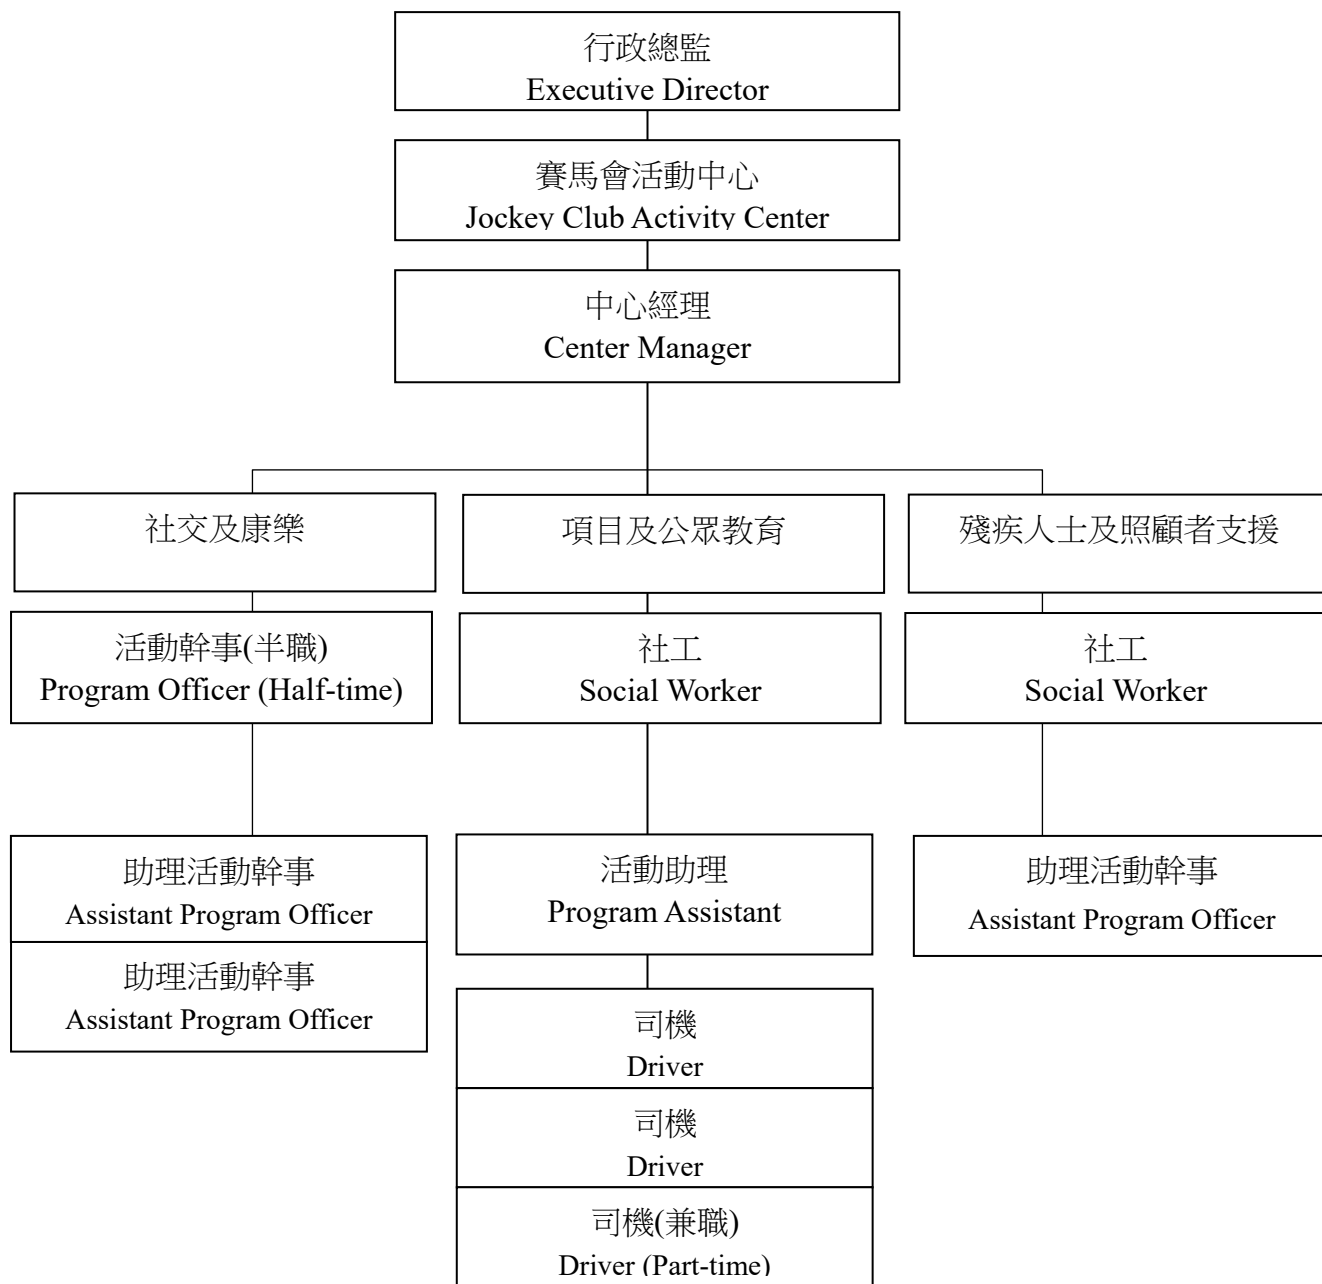 行政總監
Executive Director
賽馬會活動中心
Jockey Club Activity Center
中心經理
Center Manager
社交及康樂
項目及公眾教育
殘疾人士及照顧者支援
活動幹事(半職)
Program Officer (Half-time)
社工
Social Worker
社工
Social Worker
助理活動幹事
Assistant Program Officer
助理活動幹事
Assistant Program Officer
活動助理
Program Assistant
助理活動幹事
Assistant Program Officer
司機
Driver
司機
Driver
司機(兼職)
Driver (Part-time)